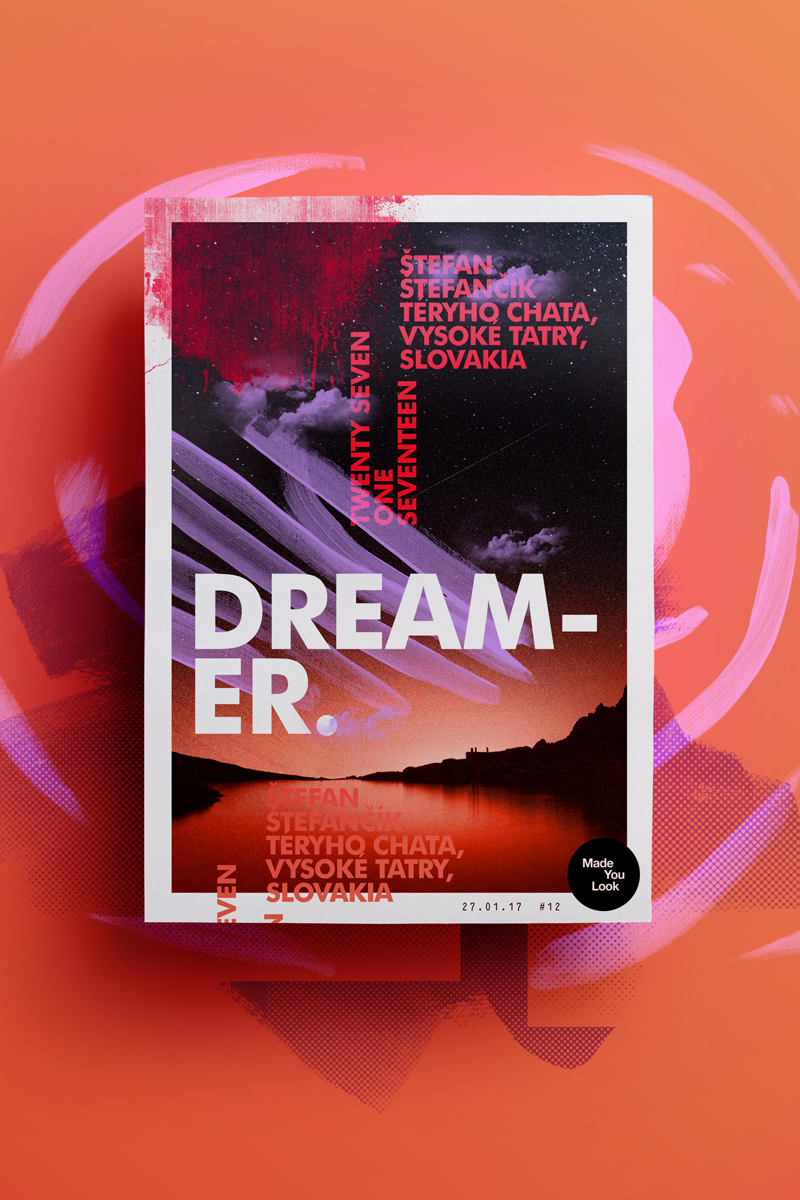 ŠTEFAN
ŠTEFANČÍK
TERYHO CHATA,
VYSOKÉ TATRY,
SLOVAKIA
TWENTY SEVEN
ONE
SEVENTEEN
DREAM-
ER.
ŠTEFAN
ŠTEFANČÍK
TERYHO CHATA,
VYSOKÉ TATRY,
SLOVAKIA
EVEN
N
27.01.17 #12
Made
You
Look